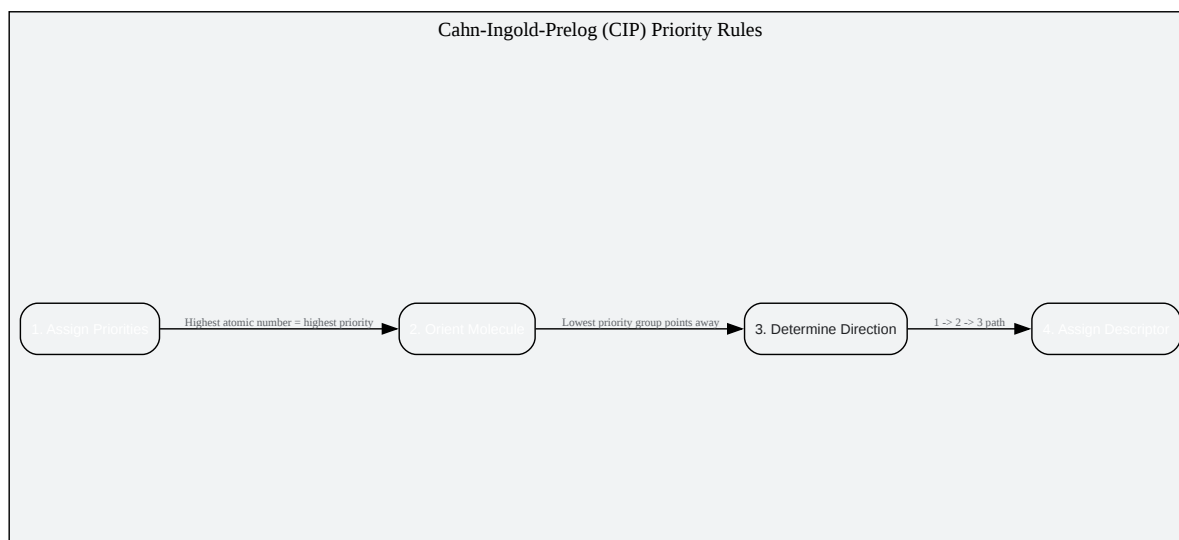 Cahn-Ingold-Prelog (CIP) Priority Rules
1. Assign Priorities
Highest atomic number = highest priority
2. Orient Molecule
Lowest priority group points away
3. Determine Direction
1 -> 2 -> 3 path
4. Assign Descriptor